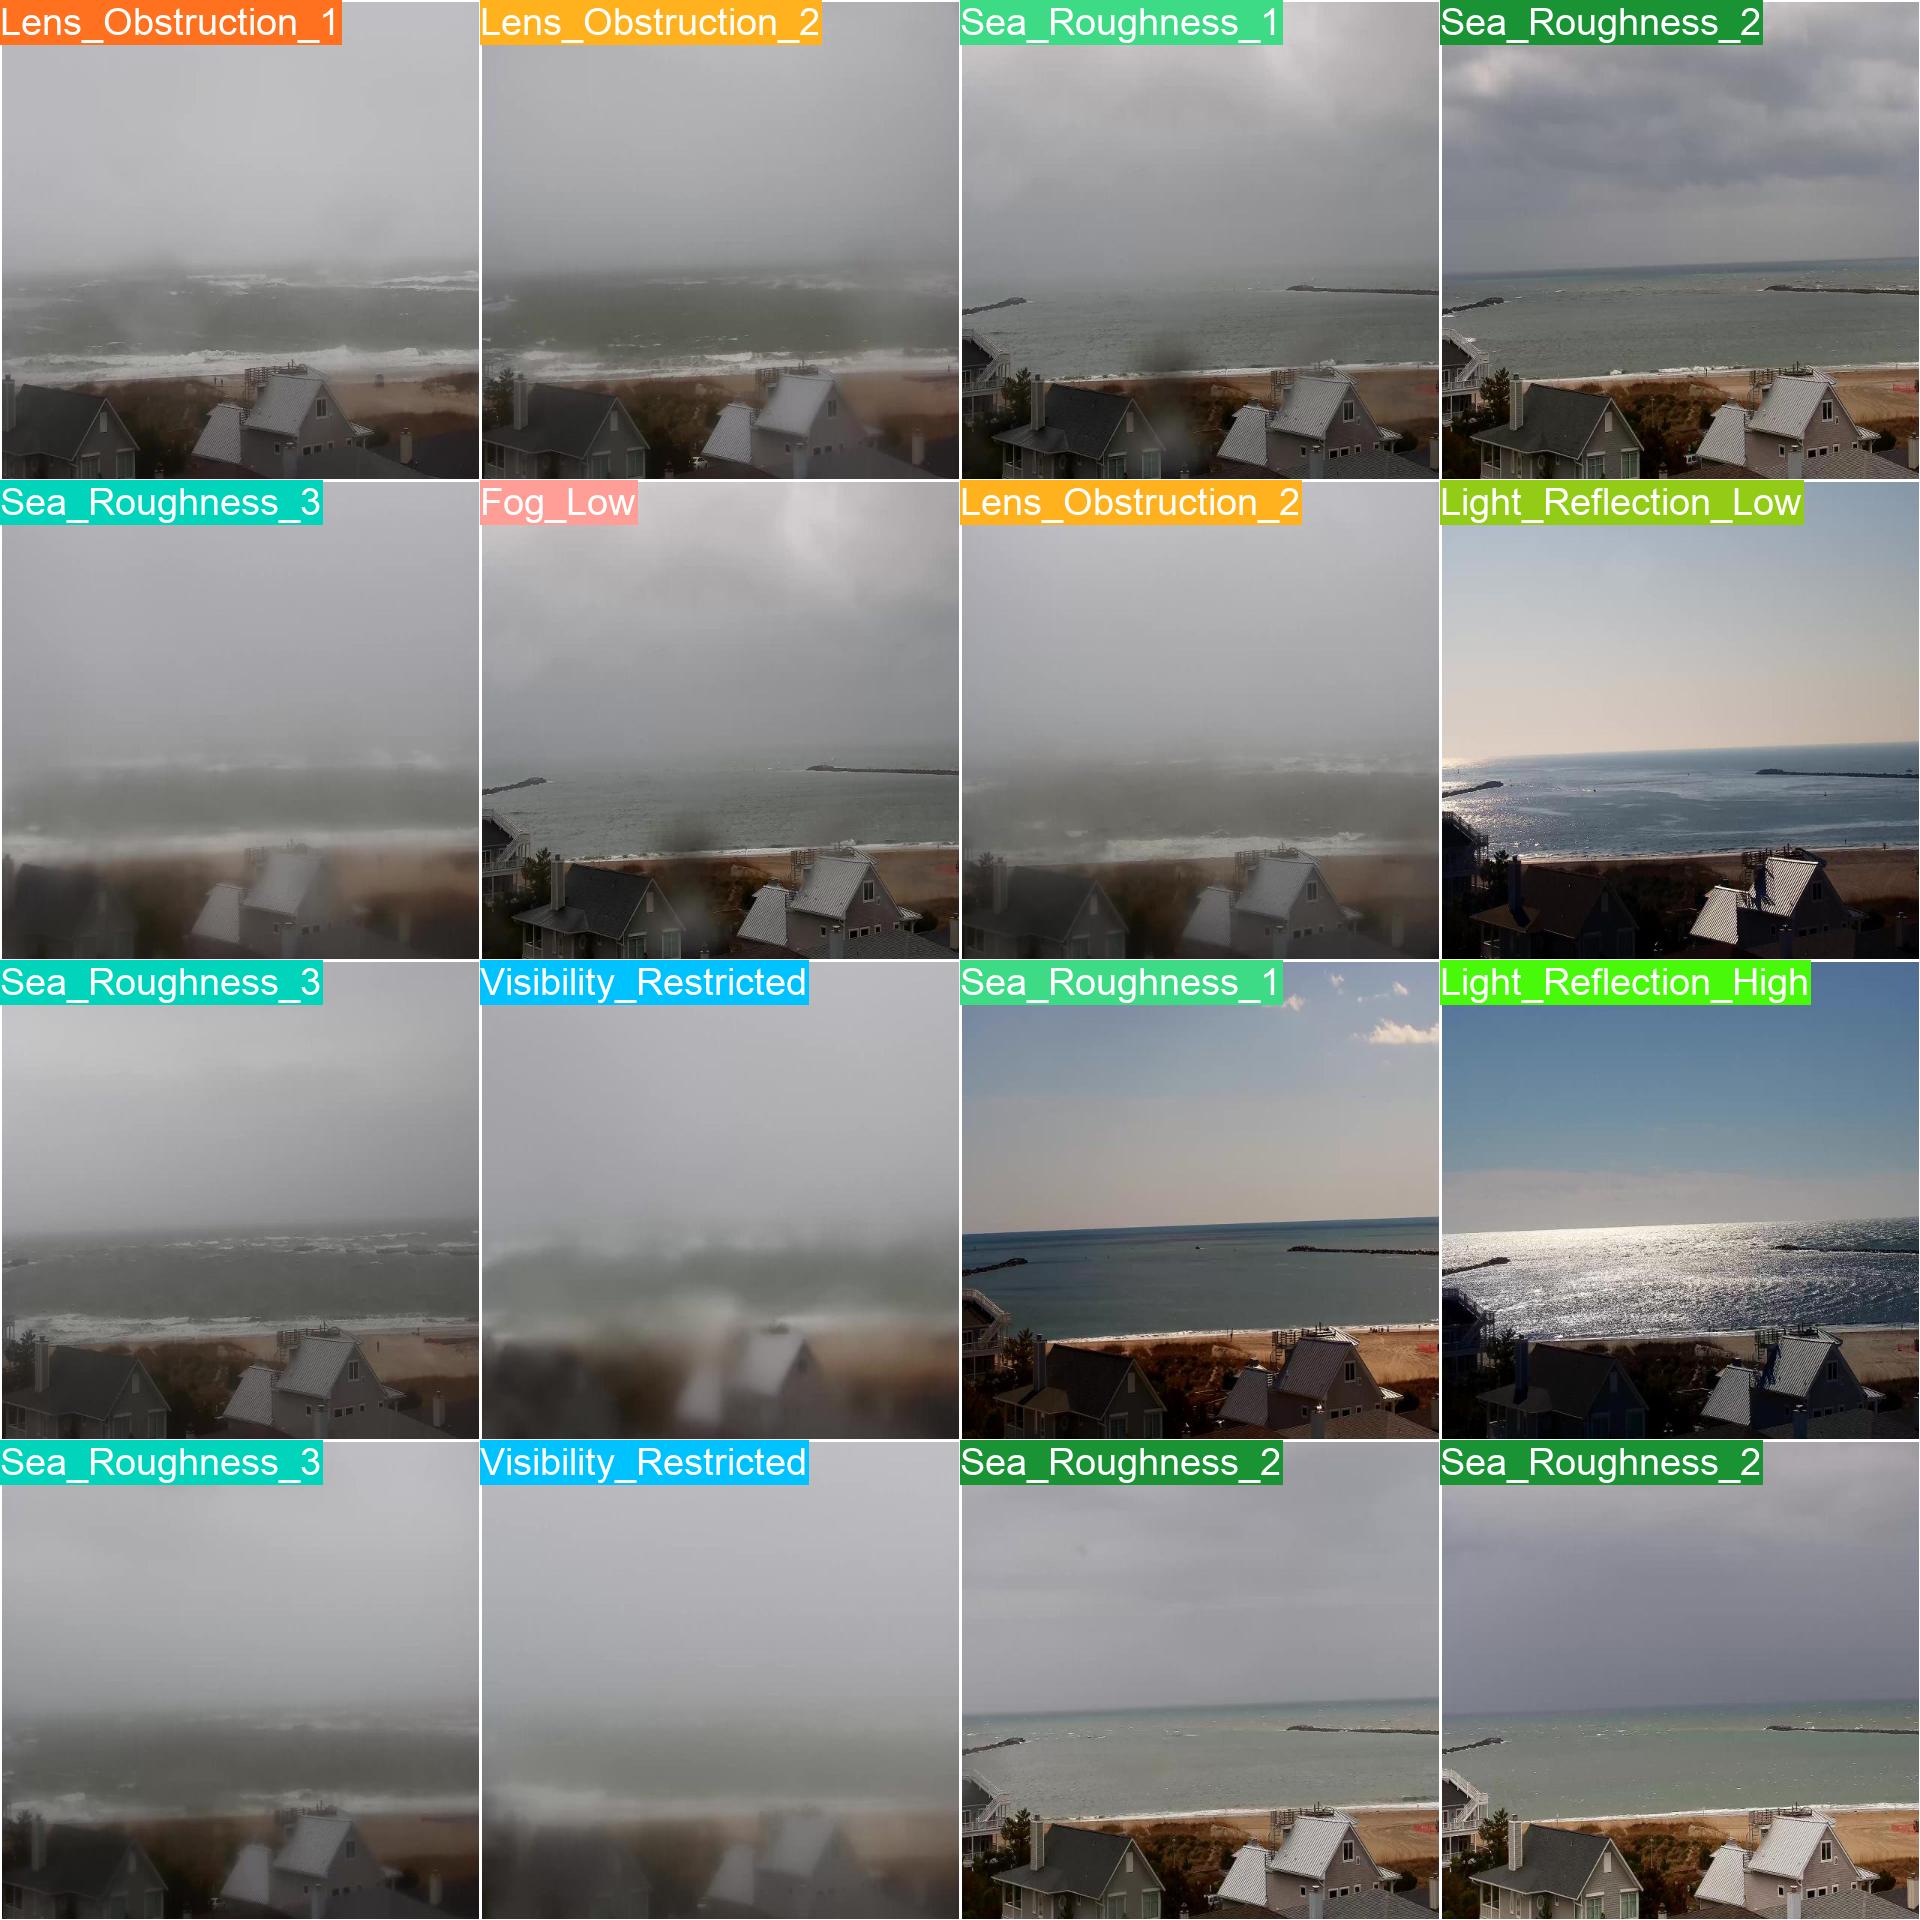 Lens_Obstruction_1
Lens_Obstruction_2
Sea_Roughness_1
Sea_Roughness_2
Sea_Roughness_3
Fog_Low
Lens_Obstruction_2
Light_Reflection_Low
Sea_Roughness_3
Visibility_Restricted
Sea_Roughness_1
Light_Reflection_High
Sea_Roughness_3
Visibility_Restricted
Sea_Roughness_2
Sea_Roughness_2